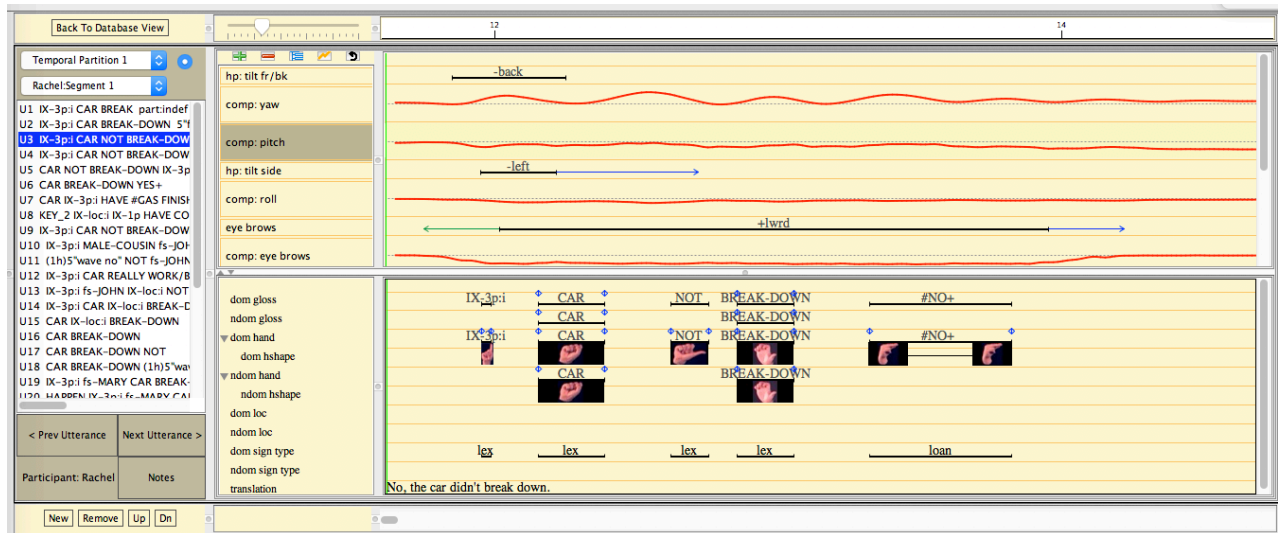 Back To Database View
12
14
Temporal Partition 1
Rachel:Segment 1
U1 IX-3p:i CAR BREAK part:indef
U2 IX-3p:i CAR BREAK-DOWN 5"f
U3 IX-3p:i CAR NOT BREAK-DOW
U4 IX-3p:i CAR NOT BREAK-DOW
U5 CAR NOT BREAK-DOWN IX-3p
U6 CAR BREAK-DOWN YES+
U7 CAR IX-3p:i HAVE #GAS FINISH
U8 KEY_2 IX-loc:i IX-1p HAVE CO
U9 IX-3p:i CAR NOT BREAK-DOW
U10 IX-3p:i MALE-COUSIN fs-JOH
U11 (1h)5"wave no" NOT fs-JOHN
U12 IX-3p:i CAR REALLY WORK/B
U13 IX-3p:i fs-JOHN IX-loc:i NOT
U14 IX-3p:i CAR IX-loc:i BREAK-D
U15 CAR IX-loc:i BREAK-DOWN
U16 CAR BREAK-DOWN
U17 CAR BREAK-DOWN NOT
U18 CAR BREAK-DOWN (1h)5"wav
U19 IX-3p:i fs-MARY CAR BREAK-
U20 HAPPEN IX-3p:i fs-MARY CAI
< Prev Utterance
Next Utterance >
Participant: Rachel
Notes
New
Remove
Up
Dn
hp: tilt fr/bk
-back
comp: yaw
comp: pitch
hp: tilt side
-left
comp: roll
eye brows
+lwrd
comp: eye brows
dom gloss
IX-3p:i CAR NOT BREAK-DOWN #NO+
ndom gloss
CAR BREAK-DOWN
dom hand
IX-3p:i CAR NOT BREAK-DOWN #NO+
dom hshape
ndom hand
CAR BREAK-DOWN
ndom hshape
dom loc
ndom loc
dom sign type
lex lex lex lex loan
ndom sign type
translation
No, the car didn't break down.